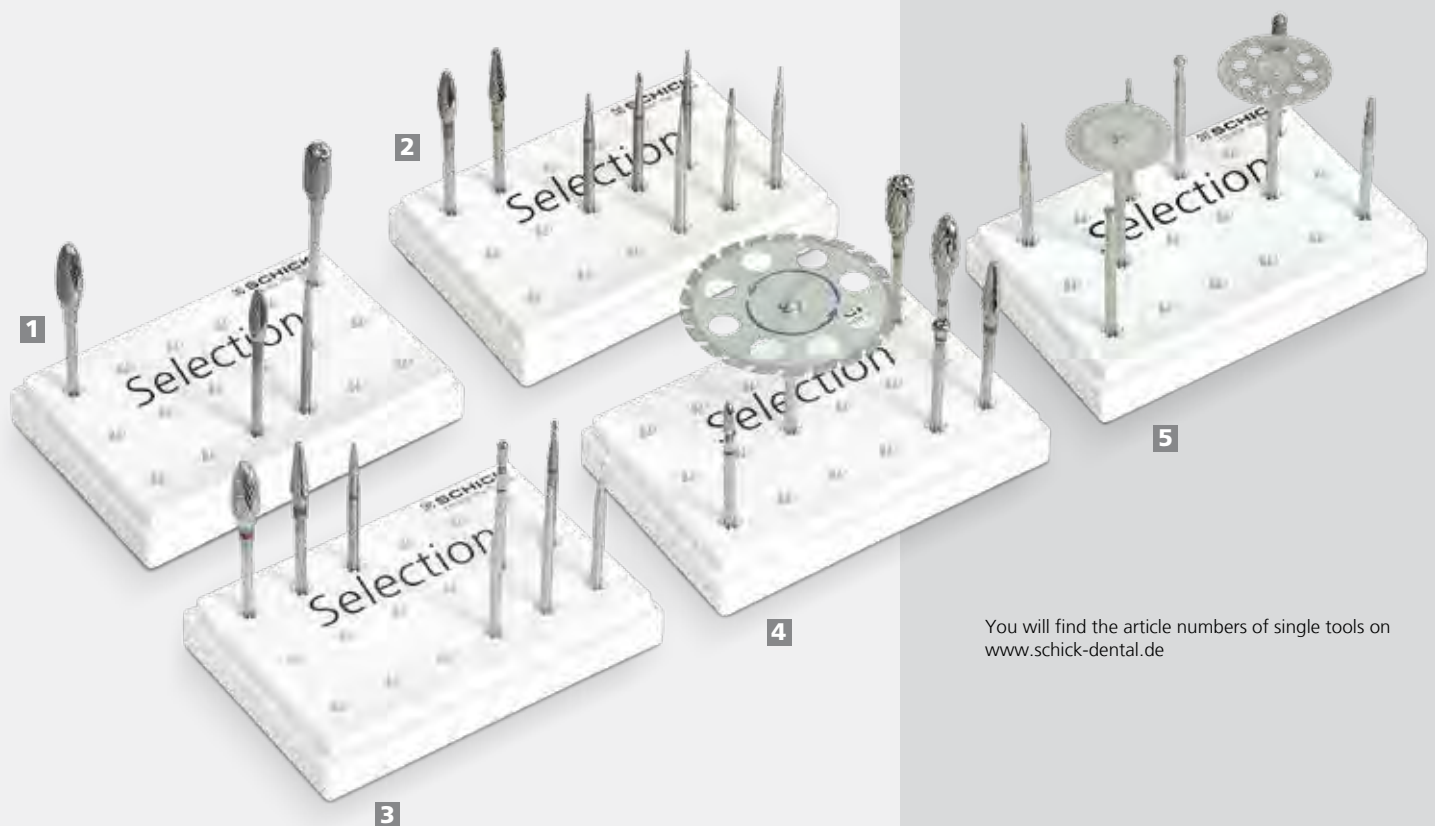 1
SCHICK
Selection
2
SCHICK
Selection
3
SCHICK
Selection
4
Selection
5
SCHICK
Selection
You will find the article numbers of single tools on
www.schick-dental.de